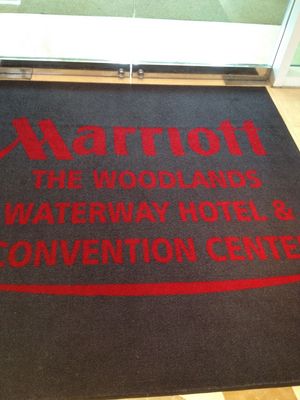 Marriott
THE WOODLANDS
WATERWAY HOTEL &
CONVENTION CENTER